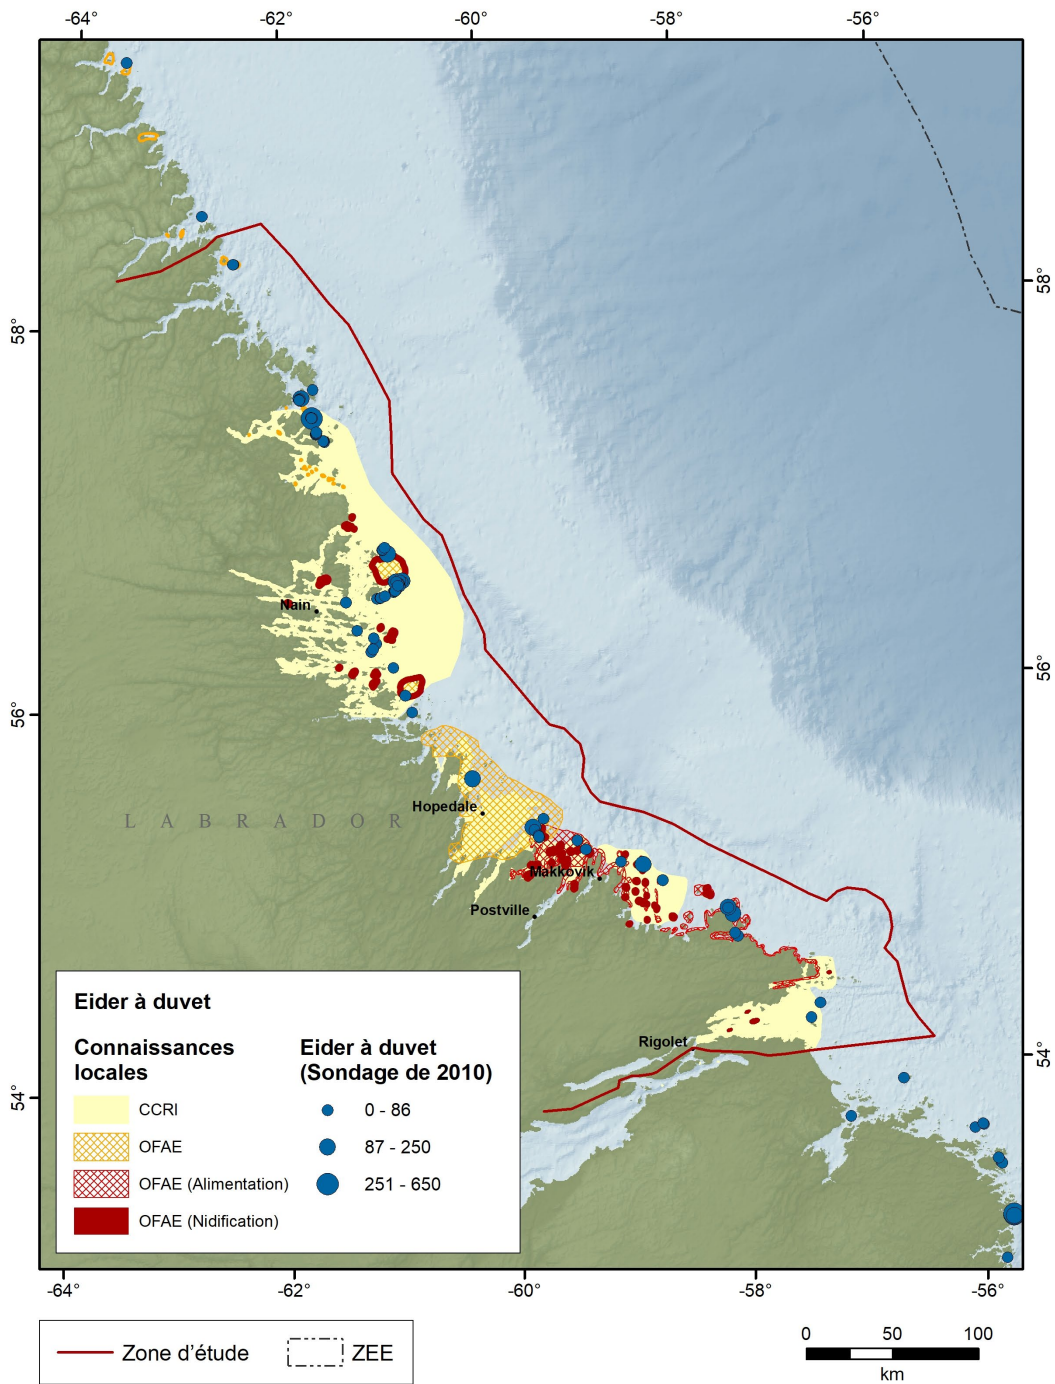 -64° -62° -60° -58° -56°
58°
58°
56°
56°
54°
54°
Nain
Hopedale
LABRADOR
Makkovik
Postville
Rigolet
Eider à duvet
Connaissances
locales
CCRI
OFAE
OFAE (Alimentation)
OFAE (Nidification)
Eider à duvet
(Sondage de 2010)
0 - 86
87 - 250
251 - 650
-64° -62° -60° -58° -56°
Zone d'étude
ZEE
0 50 100
km